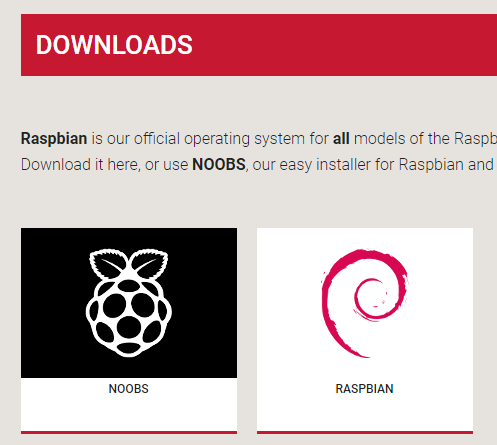 DOWNLOADS
Raspbian is our official operating system for all models of the
Download it here, or use NOOBS, our easy installer for Raspbian and
NOOBS
RASPBIAN